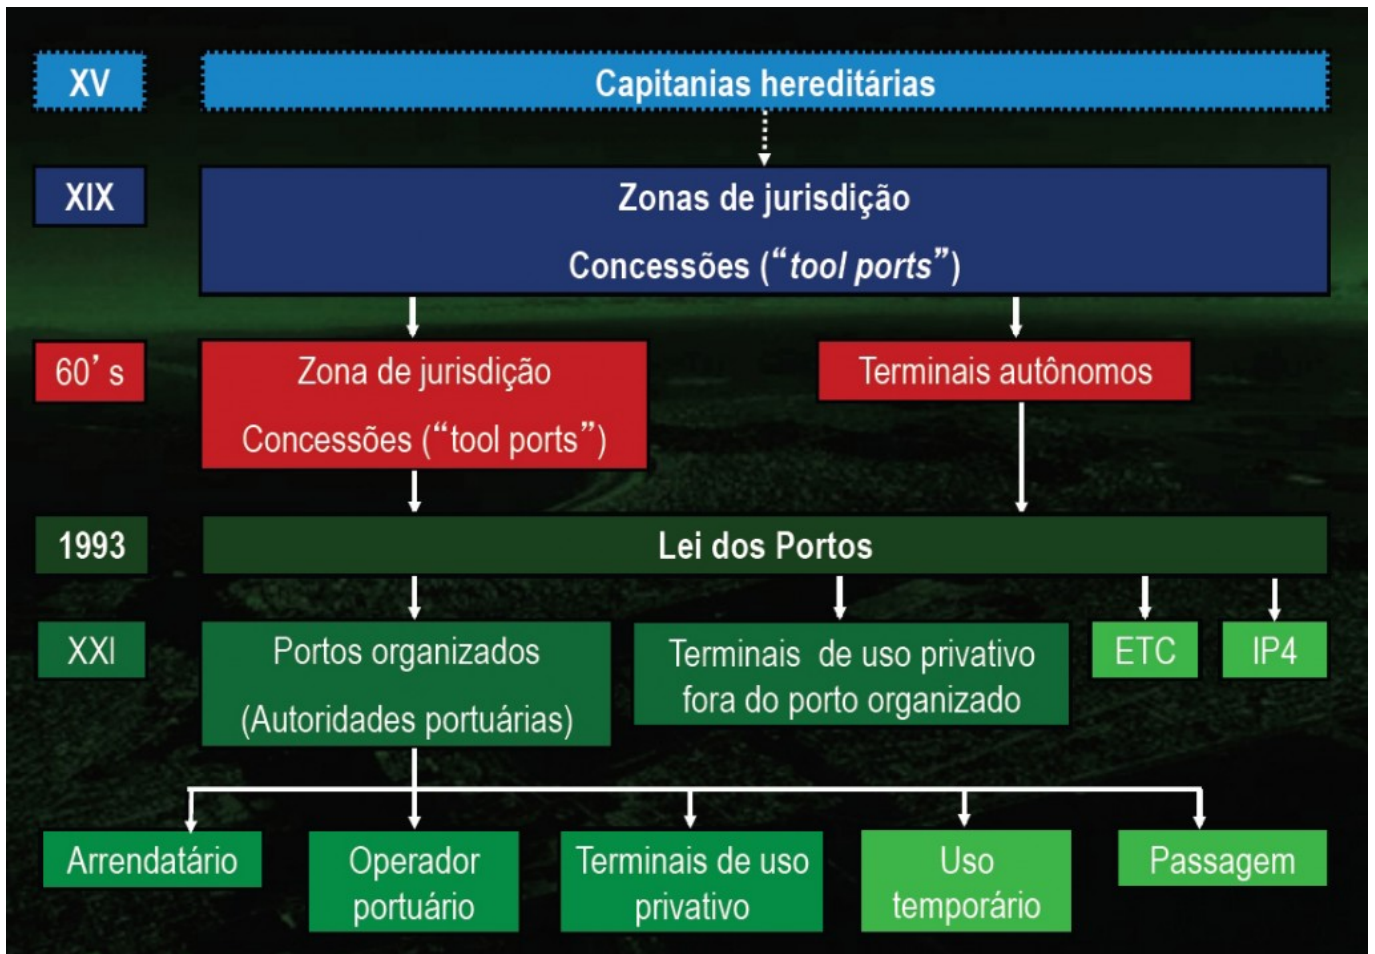 XV
Capitanias hereditárias
XIX
Zonas de jurisdição
Concessões (“tool ports”)
60’ s
Zona de jurisdição
Concessões (“tool ports”)
Terminais autônomos
1993
Lei dos Portos
XXI
Portos organizados
(Autoridades portuárias)
Terminais de uso privativo
fora do porto organizado
ETC
IP4
Arrendatário
Operador
portuário
Terminais de uso
privativo
Uso
temporário
Passagem